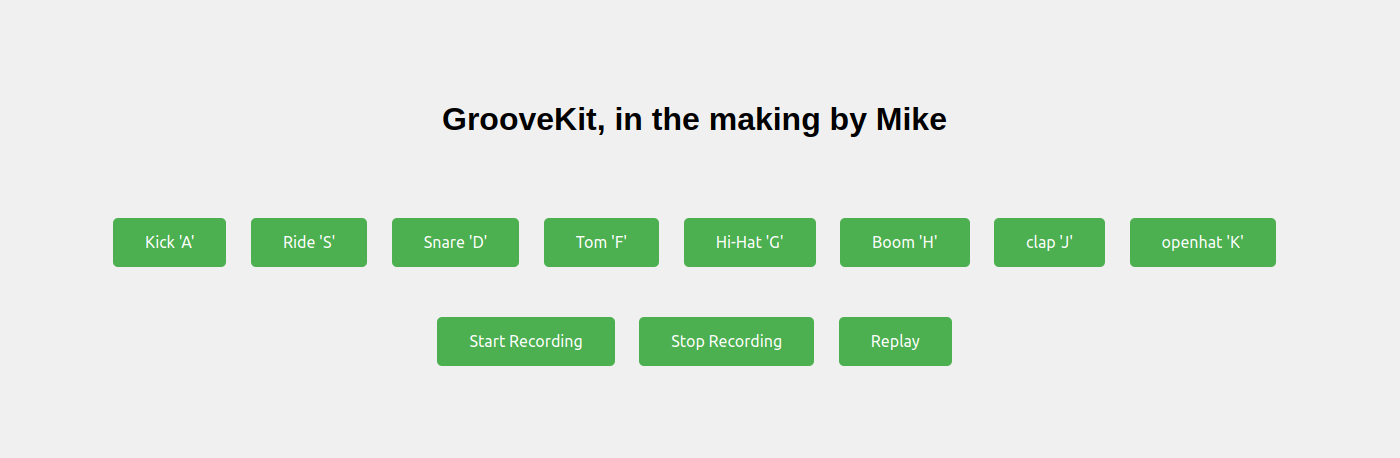 GrooveKit, in the making by Mike
Kick 'A' Ride 'S' Snare 'D' Tom 'F' Hi-Hat 'G' Boom 'H' clap 'J' openhat 'K'
Start Recording Stop Recording Replay